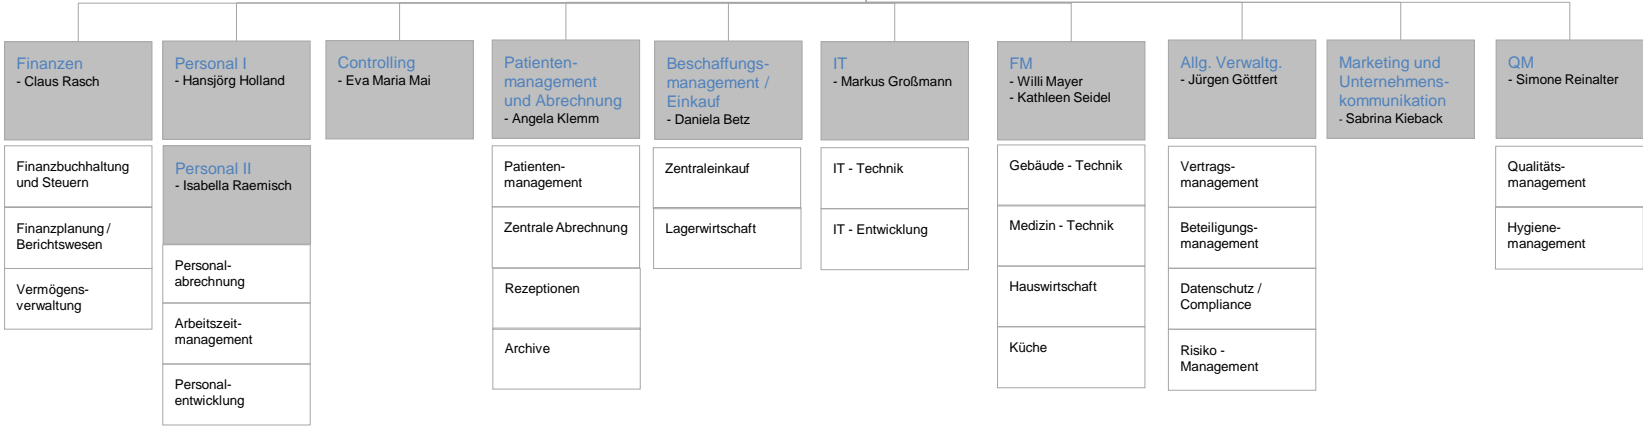 Finanzen
- Claus Rasch
Finanzbuchhaltung
und Steuern
Finanzplanung /
Berichtswesen
Vermögens-
verwaltung
Personal I
- Hansjörg Holland
Personal II
- Isabella Raemisch
Personal-
abrechnung
Arbeitszeit-
management
Personal-
entwicklung
Controlling
- Eva Maria Mai
Patienten-
management
und Abrechnung
- Angela Klemm
Patienten-
management
Zentrale Abrechnung
Rezeptionen
Archive
Beschaffungs-
management /
Einkauf
- Daniela Betz
Zentraleinkauf
Lagerwirtschaft
IT
- Markus Großmann
IT - Technik
IT - Entwicklung
FM
- Willi Mayer
- Kathleen Seidel
Gebäude - Technik
Medizin - Technik
Hauswirtschaft
Küche
Allg. Verwaltg.
- Jürgen Göttfert
Vertrags-
management
Beteiligungs-
management
Datenschutz /
Compliance
Risiko -
Management
Marketing und
Unternehmens-
kommunikation
- Sabrina Kieback
QM
- Simone Reinalter
Qualitäts-
management
Hygiene-
management